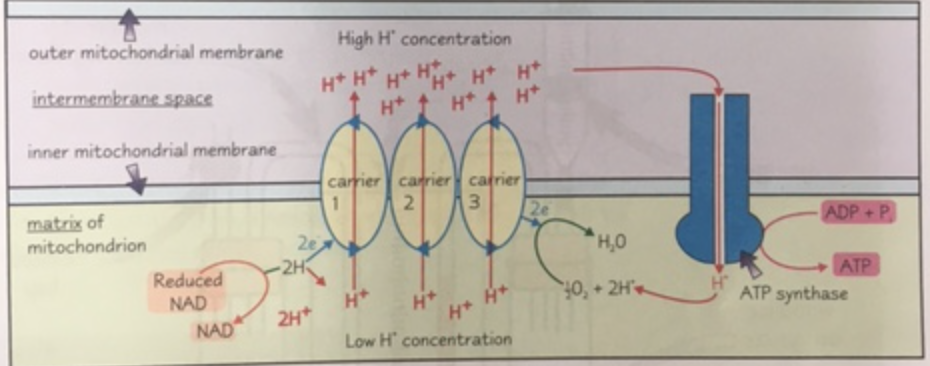 outer mitochondrial membrane
High H⁺ concentration
H⁺ H⁺ H⁺ H⁺ H⁺ H⁺ H⁺
H⁺ H⁺ H⁺
intermembrane space
inner mitochondrial membrane
carrier 1
carrier 2
carrier 3
matrix of
mitochondrion
2e⁻
2H
Reduced
NAD
NAD
2H⁺
H⁺ H⁺ H⁺ H⁺
Low H⁺ concentration
2e⁻
H₂O
½O₂ + 2H⁺
H⁺
ADP + P
ATP
ATP synthase